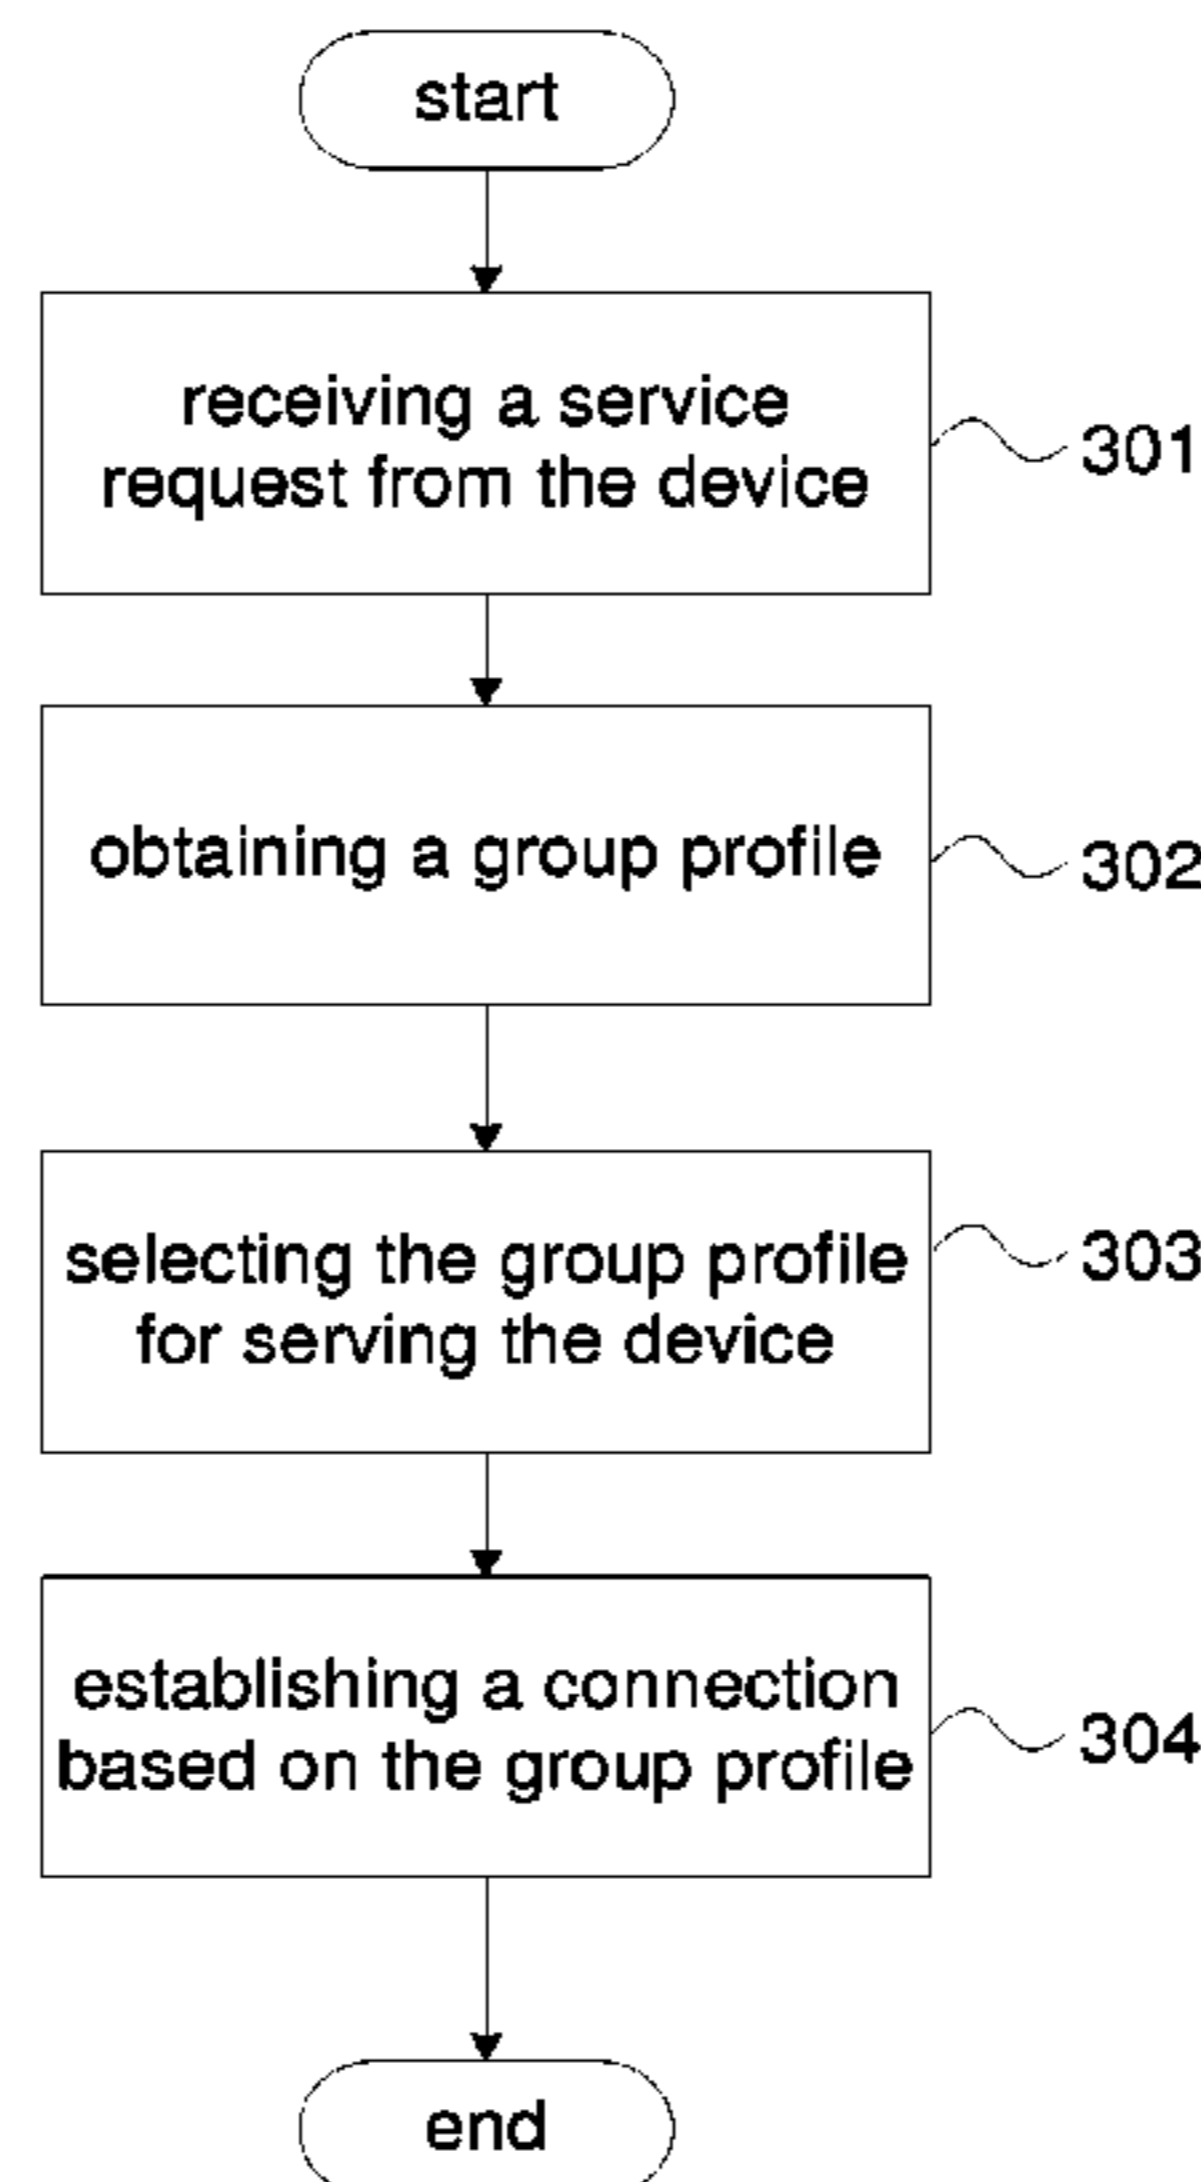 start
receiving a service
request from the device
301
obtaining a group profile
302
selecting the group profile
for serving the device
303
establishing a connection
based on the group profile
304
end